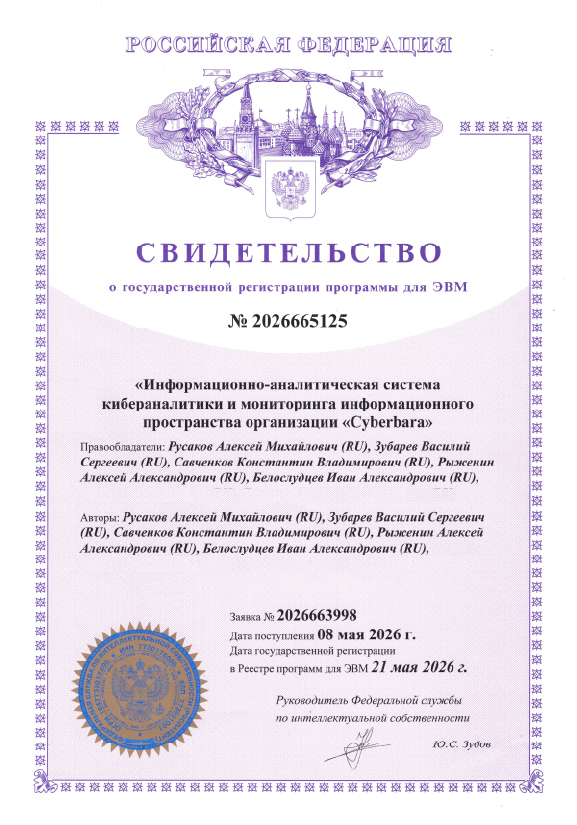 РОССИЙСКАЯ ФЕДЕРАЦИЯ
СВИДЕТЕЛЬСТВО
о государственной регистрации программы для ЭВМ
№ 2026665125
«Информационно-аналитическая система
кибераналитики и мониторинга информационного
пространства организации «Cyberbara»
Правообладатели: Русаков Алексей Михайлович (RU), Зубарев Василий
Сергеевич (RU), Савченков Константин Владимирович (RU), Рыженин
Алексей Александрович (RU), Белослудцев Иван Александрович (RU),
Авторы: Русаков Алексей Михайлович (RU), Зубарев Василий Сергеевич
(RU), Савченков Константин Владимирович (RU), Рыженин Алексей
Александрович (RU), Белослудцев Иван Александрович (RU),
Заявка № 2026663998
Дата поступления 08 мая 2026 г.
Дата государственной регистрации
в Реестре программ для ЭВМ 21 мая 2026 г.
Руководитель Федеральной службы
по интеллектуальной собственности
Ю.С. Зубов